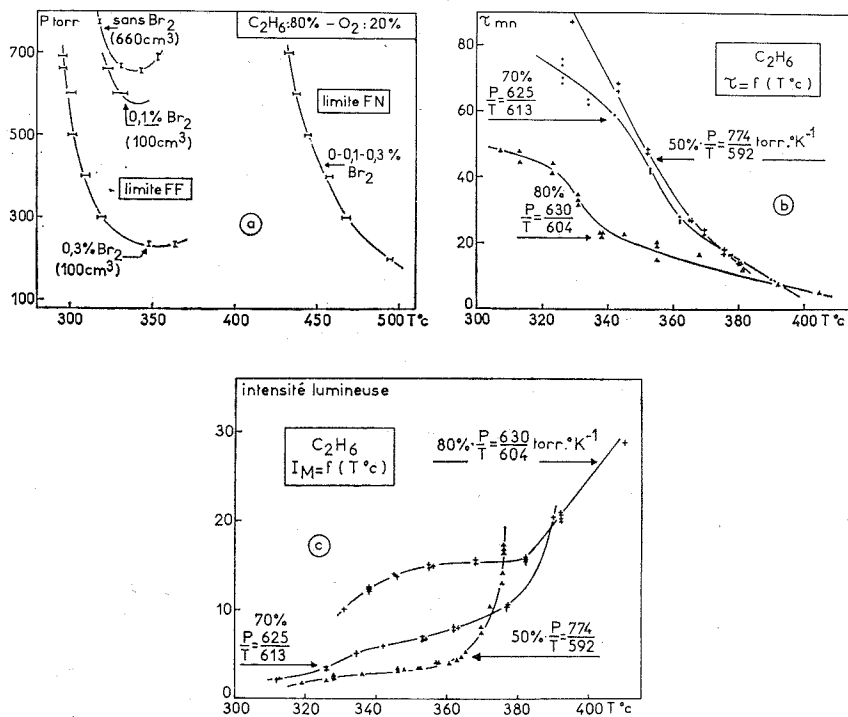 P torr
sans Br2
(660cm3)
C2H6:80% - O2:20%
700
500
300
100
0,1% Br2
(100cm3)
limite FF
0,3% Br2
(100cm3)
limite FN
0-0,1-0,3%
Br2
a
300
350
400
450
500 T°c
τ mn
80
60
40
20
0
70%
P/T = 625/613
C2H6
τ = f ( T°c )
50% · P/T = 774/592 torr.°K-1
80%
P/T = 630/604
b
300
320
340
360
380
400 T°c
intensité lumineuse
30
20
10
0
C2H6
IM = f ( T°c )
80% · P/T = 630/604 torr.°K-1
c
70%
P/T = 625/613
50% · P/T = 774/592
300
320
340
360
380
400
T°c